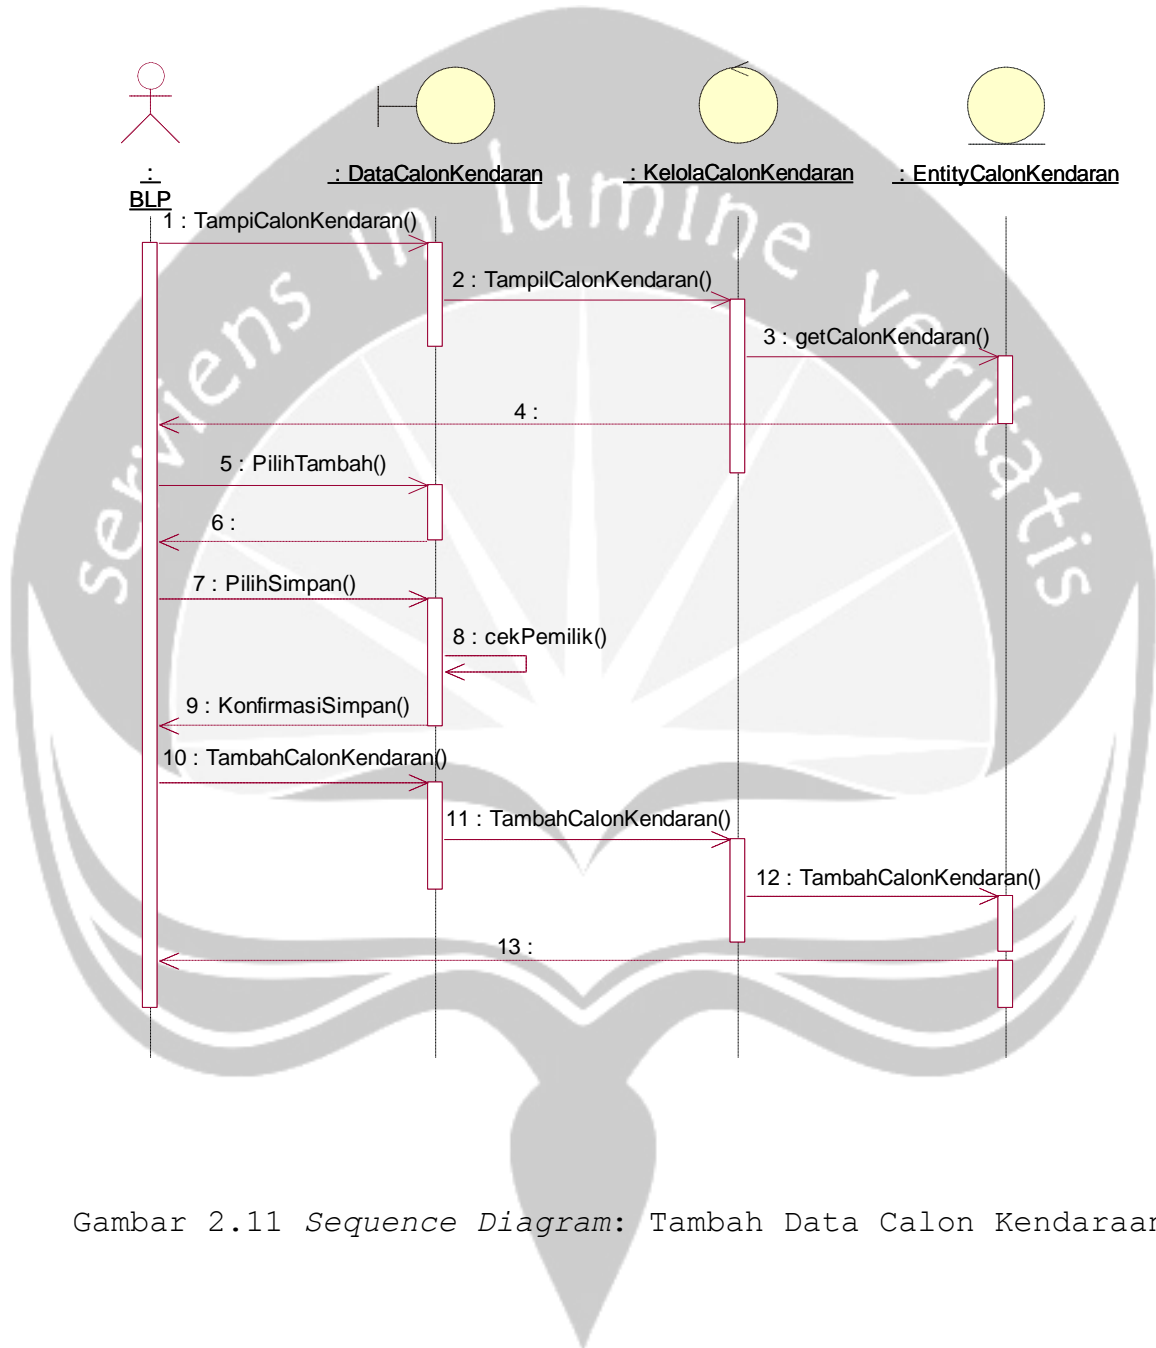 serviens in lumine veritatis
:
BLP
: DataCalonKendaran
: KelolaCalonKendaran
: EntityCalonKendaran
1 : TampiCalonKendaran()
2 : TampilCalonKendaran()
3 : getCalonKendaran()
4 :
5 : PilihTambah()
6 :
7 : PilihSimpan()
8 : cekPemilik()
9 : KonfirmasiSimpan()
10 : TambahCalonKendaran()
11 : TambahCalonKendaran()
12 : TambahCalonKendaran()
13 :
Gambar 2.11 Sequence Diagram: Tambah Data Calon Kendaraan